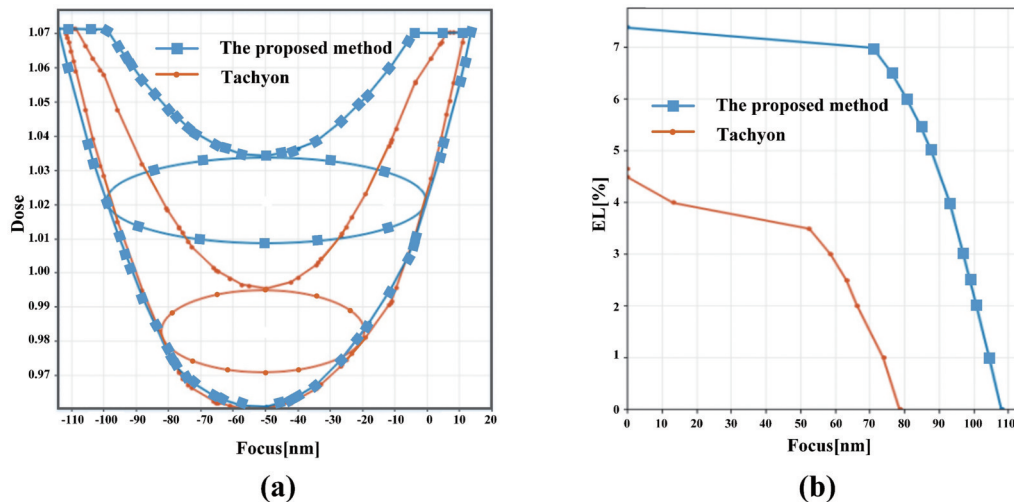 1.07
1.06
1.05
1.04
1.03
1.02
1.01
1.00
0.99
0.98
0.97
Dose
The proposed method
Tachyon
-110 -100 -90 -80 -70 -60 -50 -40 -30 -20 -10 0 10 20
Focus[nm]
(a)
7
6
5
4
3
2
1
0
EL[%]
The proposed method
Tachyon
0 10 20 30 40 50 60 70 80 90 100 110
Focus[nm]
(b)